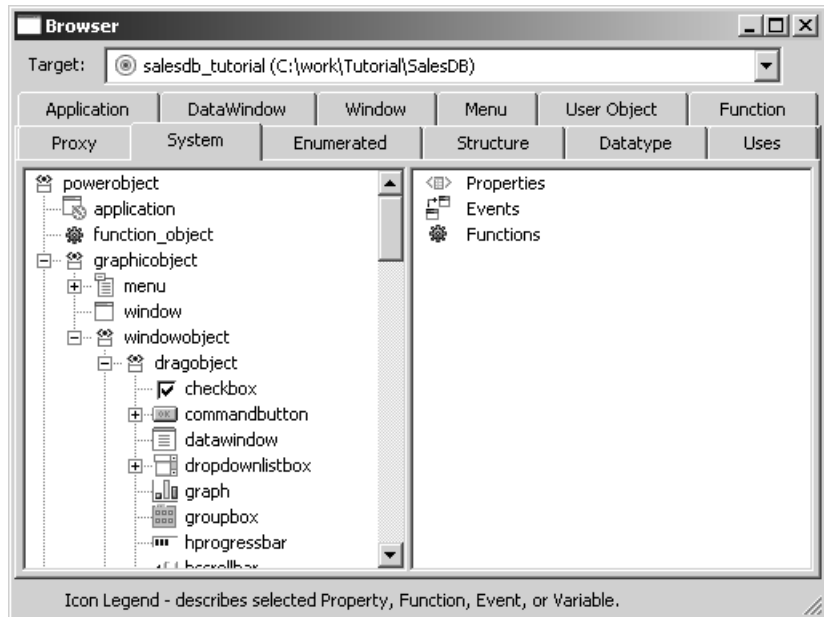 Browser
Target: salesdb_tutorial (C:\work\Tutorial\SalesDB)
Application DataWindow Window Menu User Object Function
Proxy System Enumerated Structure Datatype Uses
powerobject
application
function_object
graphicobject
menu
window
windowobject
dragobject
checkbox
commandbutton
datawindow
dropdownlistbox
graph
groupbox
hprogressbar
hscrollbar
Properties
Events
Functions
Icon Legend - describes selected Property, Function, Event, or Variable.